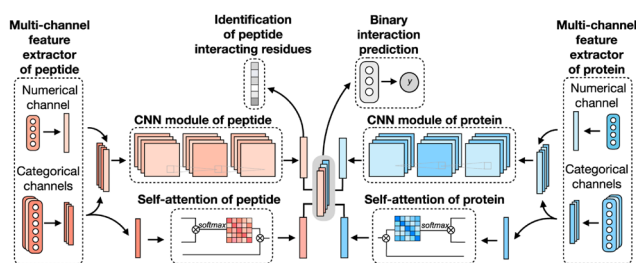 Multi-channel
feature
extractor
of peptide
Numerical
channel
Categorical
channels
Identification
of peptide
interacting residues
CNN module of peptide
Self-attention of peptide
softmax
Binary
interaction
prediction
y
CNN module of protein
Self-attention of protein
softmax
Multi-channel
feature
extractor
of protein
Numerical
channel
Categorical
channels